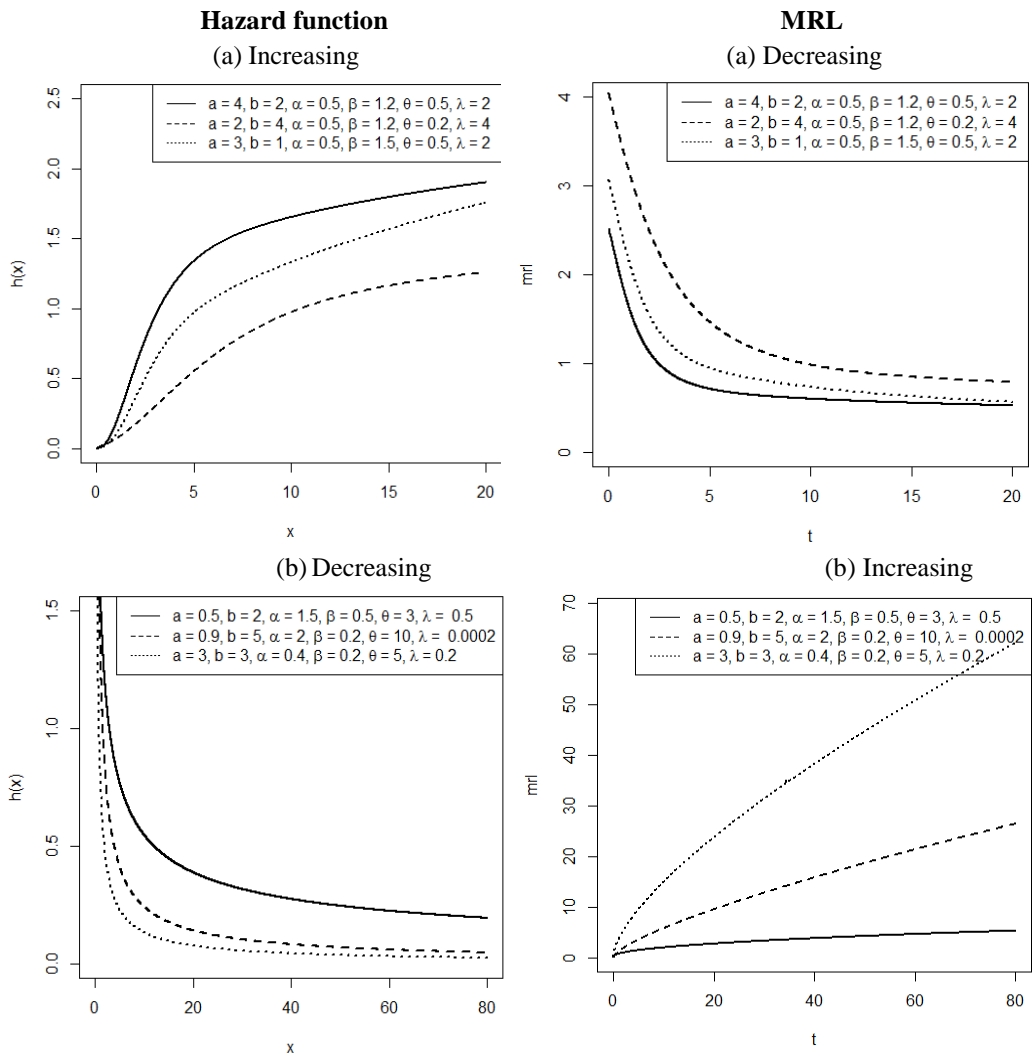 Hazard function
(a) Increasing
2.5
2.0
1.5
1.0
0.5
0.0
h(x)
a = 4, b = 2, α = 0.5, β = 1.2, θ = 0.5, λ = 2
a = 2, b = 4, α = 0.5, β = 1.2, θ = 0.2, λ = 4
a = 3, b = 1, α = 0.5, β = 1.5, θ = 0.5, λ = 2
0 5 10 15 20
x
MRL
(a) Decreasing
4
3
2
1
0
mrl
a = 4, b = 2, α = 0.5, β = 1.2, θ = 0.5, λ = 2
a = 2, b = 4, α = 0.5, β = 1.2, θ = 0.2, λ = 4
a = 3, b = 1, α = 0.5, β = 1.5, θ = 0.5, λ = 2
0 5 10 15 20
t
(b) Decreasing
1.5
1.0
0.5
0.0
h(x)
a = 0.5, b = 2, α = 1.5, β = 0.5, θ = 3, λ = 0.5
a = 0.9, b = 5, α = 2, β = 0.2, θ = 10, λ = 0.0002
a = 3, b = 3, α = 0.4, β = 0.2, θ = 5, λ = 0.2
0 20 40 60 80
x
(b) Increasing
70
60
50
40
30
20
10
0
mrl
a = 0.5, b = 2, α = 1.5, β = 0.5, θ = 3, λ = 0.5
a = 0.9, b = 5, α = 2, β = 0.2, θ = 10, λ = 0.0002
a = 3, b = 3, α = 0.4, β = 0.2, θ = 5, λ = 0.2
0 20 40 60 80
t